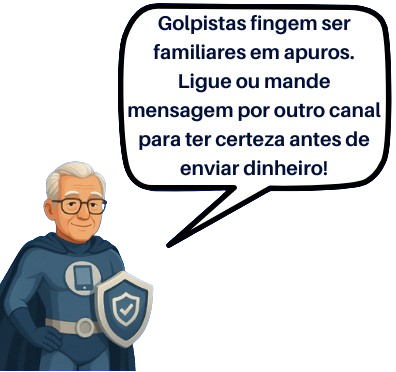 Golpistas fingem ser
familiares em apuros.
Ligue ou mande
mensagem por outro canal
para ter certeza antes de
enviar dinheiro!